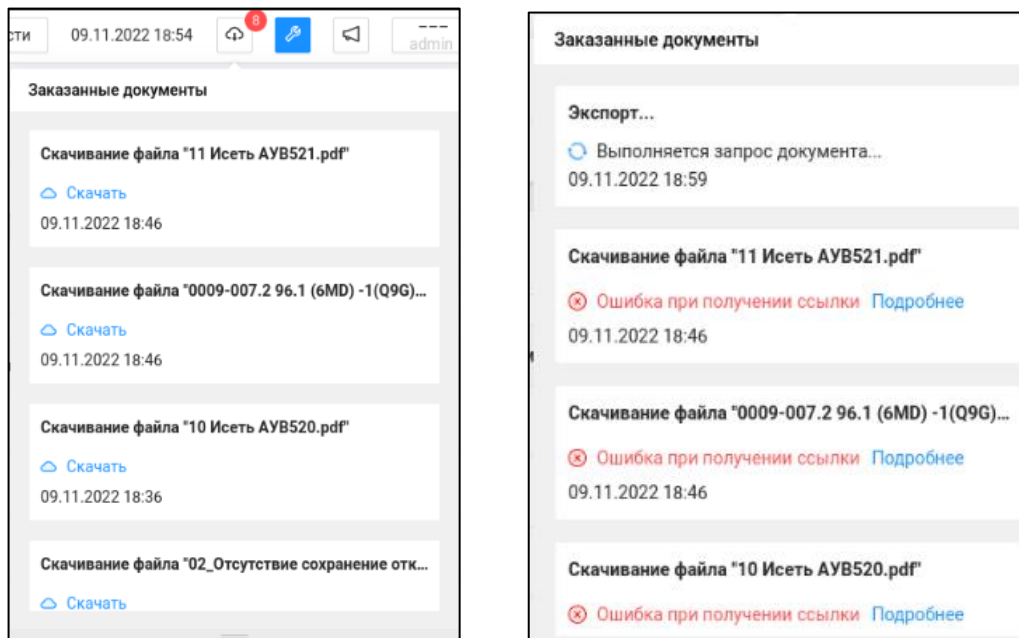 сти 09.11.2022 18:54 8 --- admin
Заказанные документы
Скачивание файла "11 Исеть АУВ521.pdf"
Скачать
09.11.2022 18:46
Скачивание файла "0009-007.2 96.1 (6MD) -1(Q9G)...
Скачать
09.11.2022 18:46
Скачивание файла "10 Исеть АУВ520.pdf"
Скачать
09.11.2022 18:36
Скачивание файла "02_Отсутствие сохранение отк...
Скачать
Заказанные документы
Экспорт...
Выполняется запрос документа...
09.11.2022 18:59
Скачивание файла "11 Исеть АУВ521.pdf"
Ошибка при получении ссылки Подробнее
09.11.2022 18:46
Скачивание файла "0009-007.2 96.1 (6MD) -1(Q9G)...
Ошибка при получении ссылки Подробнее
09.11.2022 18:46
Скачивание файла "10 Исеть АУВ520.pdf"
Ошибка при получении ссылки Подробнее